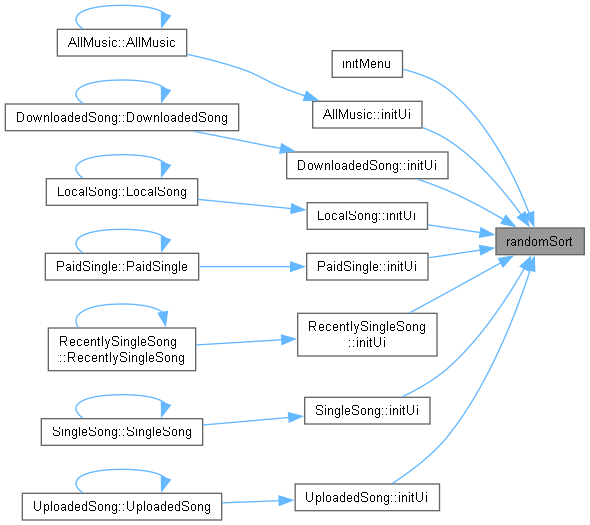 AllMusic::AllMusic
initMenu
AllMusic::initUi
DownloadedSong::DownloadedSong
DownloadedSong::initUi
LocalSong::LocalSong
LocalSong::initUi
randomSort
PaidSingle::PaidSingle
PaidSingle::initUi
RecentlySingleSong
::initUi
RecentlySingleSong
::RecentlySingleSong
SingleSong::initUi
SingleSong::SingleSong
UploadedSong::initUi
UploadedSong::UploadedSong